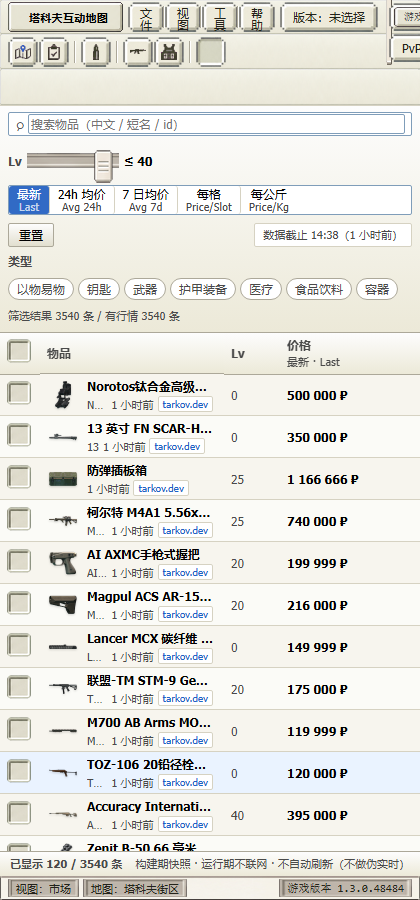 塔科夫互动地图 文件 视图 工具 帮助 版本: 未选择
PvP
搜索物品（中文 / 短名 / id）
Lv ≤ 40
最新 24h 均价 7 日均价 每格 每公斤
Last Avg 24h Avg 7d Price/Slot Price/Kg
重置 数据截止 14:38（1 小时前）
类型
以物易物 钥匙 武器 护甲装备 医疗 食品饮料 容器
筛选结果 3540 条 / 有行情 3540 条
物品 Lv 价格
最新 · Last
Norotos钛合金高级… 0 500 000 ₽
N… 1 小时前 tarkov.dev
13 英寸 FN SCAR-H… 0 350 000 ₽
13 1 小时前 tarkov.dev
防弹插板箱 25 1 166 666 ₽
1 小时前 tarkov.dev
柯尔特 M4A1 5.56x… 25 740 000 ₽
M… 1 小时前 tarkov.dev
AI AXMC手枪式握把 20 199 999 ₽
AI… 1 小时前 tarkov.dev
Magpul ACS AR-15… 20 216 000 ₽
M… 1 小时前 tarkov.dev
Lancer MCX 碳纤维 … 0 149 999 ₽
L… 1 小时前 tarkov.dev
联盟-TM STM-9 Ge… 20 175 000 ₽
T… 1 小时前 tarkov.dev
M700 AB Arms MO… 0 119 999 ₽
M… 1 小时前 tarkov.dev
TOZ-106 20铅径栓… 0 120 000 ₽
T… 1 小时前 tarkov.dev
Accuracy Internati… 40 395 000 ₽
A… 1 小时前 tarkov.dev
Zenit B-50 66 毫米
已显示 120 / 3540 条 构建期快照 · 运行期不联网 · 不自动刷新（不做伪实时）
视图: 市场 地图: 塔科夫街区 游戏版本 1.3.0.48484